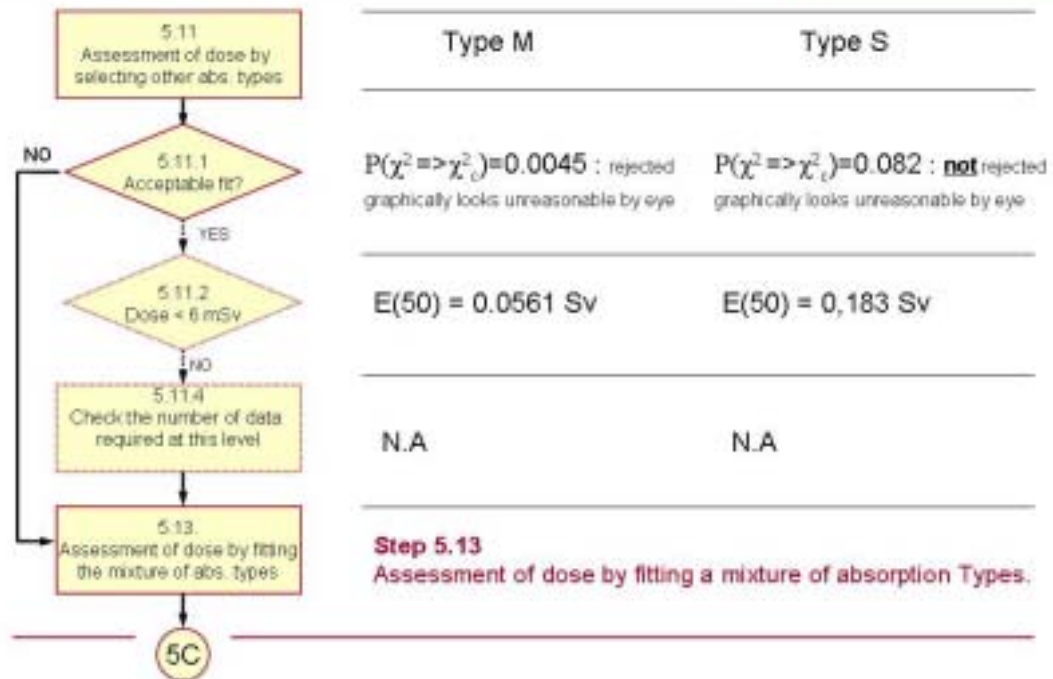 5.11
Assessment of dose by
selecting other abs. types
Type M
Type S
NO
5.11.1
Acceptable fit?
P(χ²=>χ²₀)=0.0045 : rejected
graphically looks unreasonable by eye
P(χ²=>χ²₀)=0.082 : not rejected
graphically looks unreasonable by eye
YES
5.11.2
Dose < 6 mSv
E(50) = 0.0561 Sv
E(50) = 0,183 Sv
NO
5.11.4
Check the number of data
required at this level
N.A
N.A
5.13.
Assessment of dose by fitting
the mixture of abs. types
Step 5.13
Assessment of dose by fitting a mixture of absorption Types.
5C